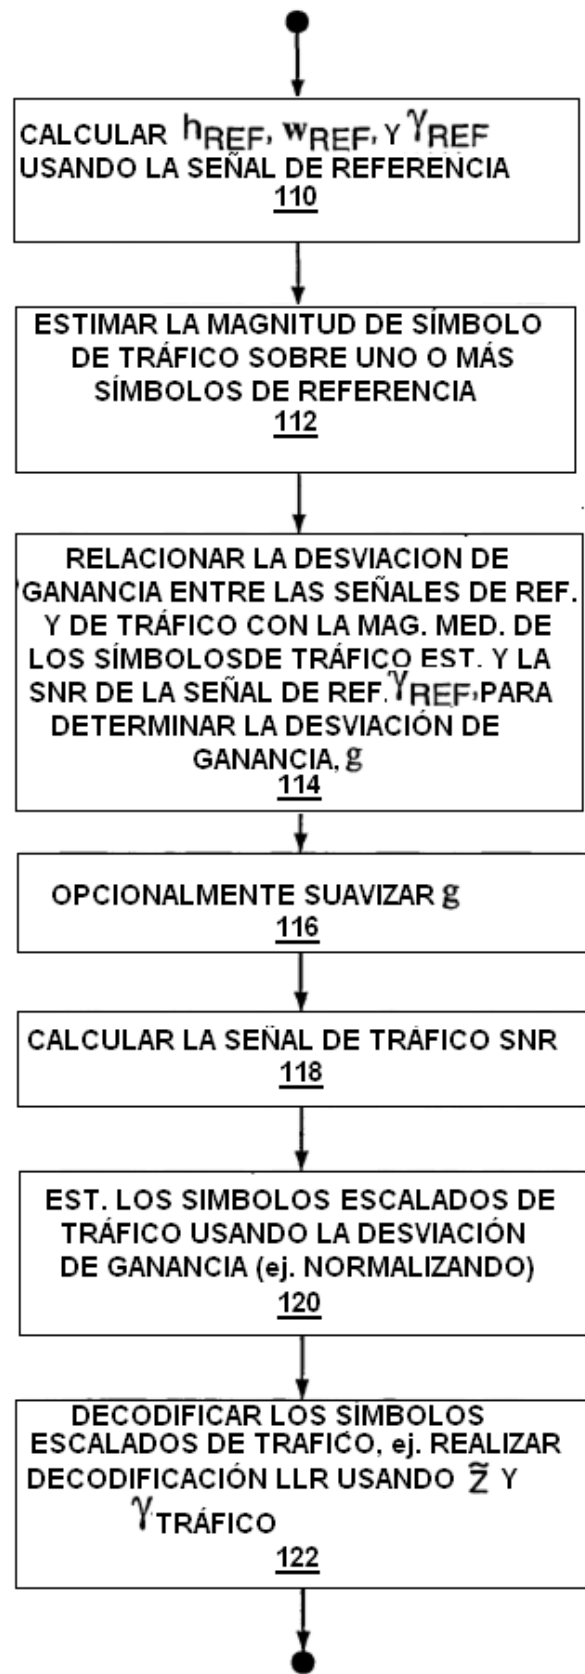 CALCULAR hREF, wREF, Y γREF
USANDO LA SEÑAL DE REFERENCIA
110
ESTIMAR LA MAGNITUD DE SÍMBOLO
DE TRÁFICO SOBRE UNO O MÁS
SÍMBOLOS DE REFERENCIA
112
RELACIONAR LA DESVIACION DE
GANANCIA ENTRE LAS SEÑALES DE REF.
Y DE TRÁFICO CON LA MAG. MED. DE
LOS SÍMBOLOSDE TRÁFICO EST. Y LA
SNR DE LA SEÑAL DE REF. γREF, PARA
DETERMINAR LA DESVIACIÓN DE
GANANCIA, g
114
OPCIONALMENTE SUAVIZAR g
116
CALCULAR LA SEÑAL DE TRÁFICO SNR
118
EST. LOS SIMBOLOS ESCALADOS DE
TRÁFICO USANDO LA DESVIACIÓN
DE GANANCIA (ej. NORMALIZANDO)
120
DECODIFICAR LOS SÍMBOLOS
ESCALADOS DE TRAFICO, ej. REALIZAR
DECODIFICACIÓN LLR USANDO z̃ Y
γTRÁFICO
122